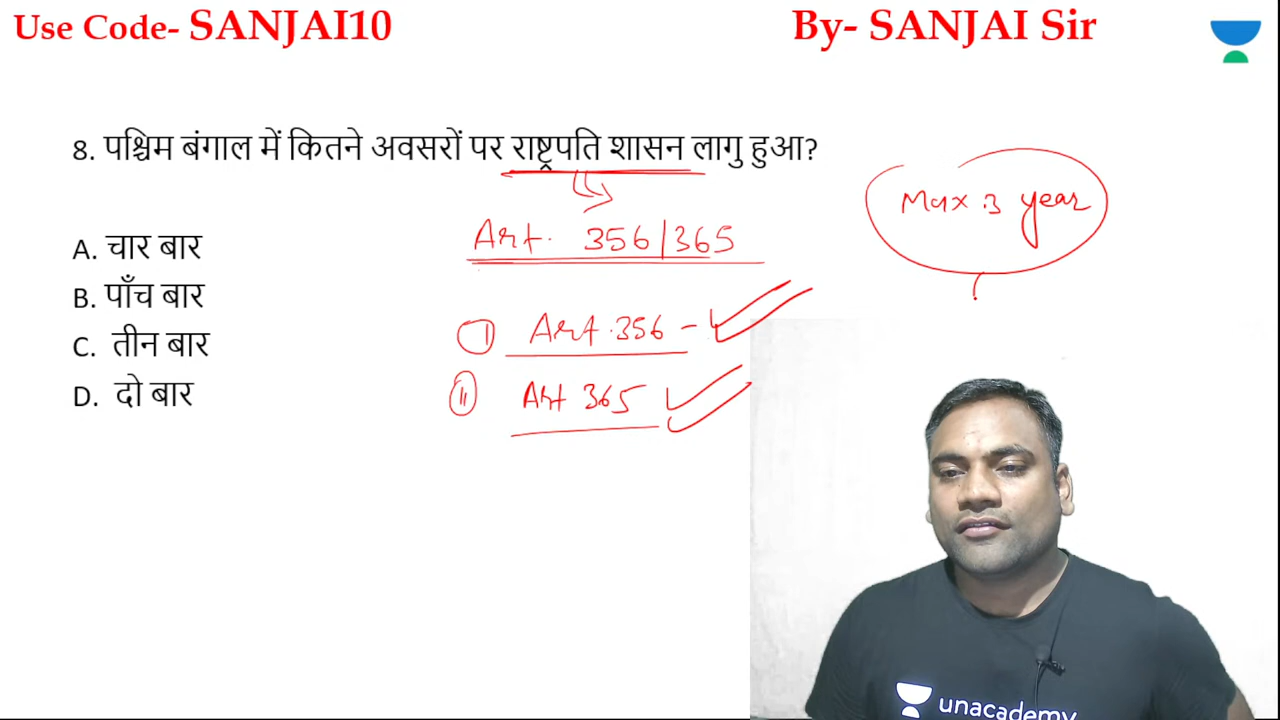 Use Code- SANJAI10
By- SANJAI Sir
8. पश्चिम बंगाल में कितने अवसरों पर राष्ट्रपति शासन लागु हुआ?
Max. 3 year
Art. 356/365
A. चार बार
B. पाँच बार
C. तीन बार
D. दो बार
I Art. 356 -
II Art 365
unacademy